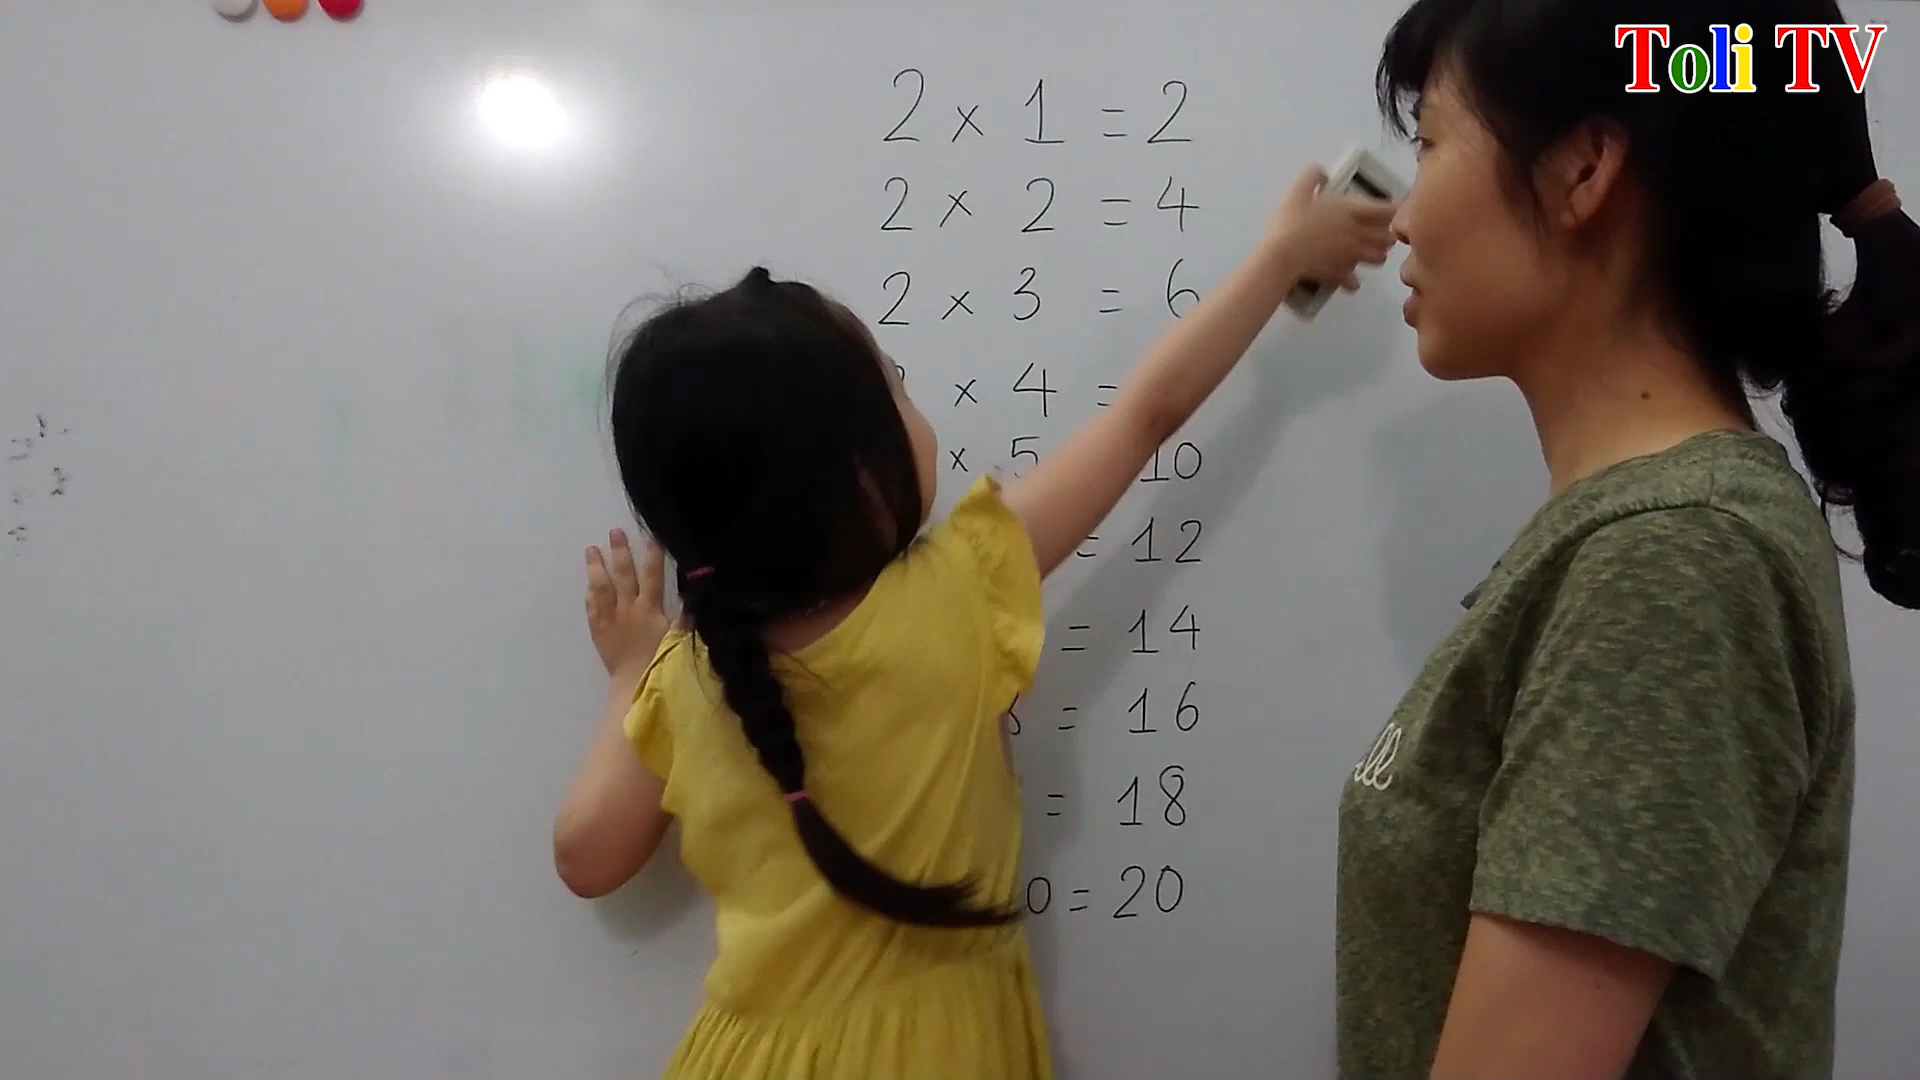 Toli TV
2 × 1 = 2
2 × 2 = 4
2 × 3 = 6
× 4 =
× 5 10
= 12
= 14
= 16
= 18
0 = 20